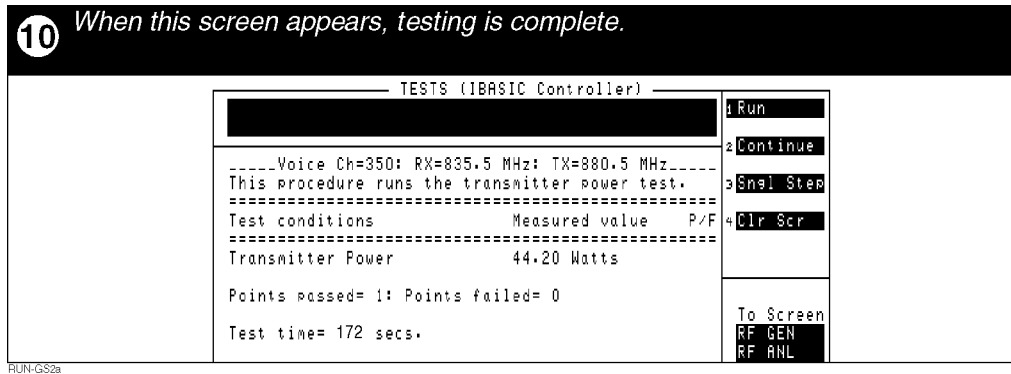 10 When this screen appears, testing is complete.
TESTS (IBASIC Controller)
_____Voice Ch=350: RX=835.5 MHz: TX=880.5 MHz_____
This procedure runs the transmitter power test.
==================================================
Test conditions Measured value P/F
==================================================
Transmitter Power 44.20 Watts
Points passed= 1: Points failed= 0
Test time= 172 secs.
1 Run
2 Continue
3 Sngl Step
4 Clr Scr
To Screen
RF GEN
RF ANL
RUN-GS2a